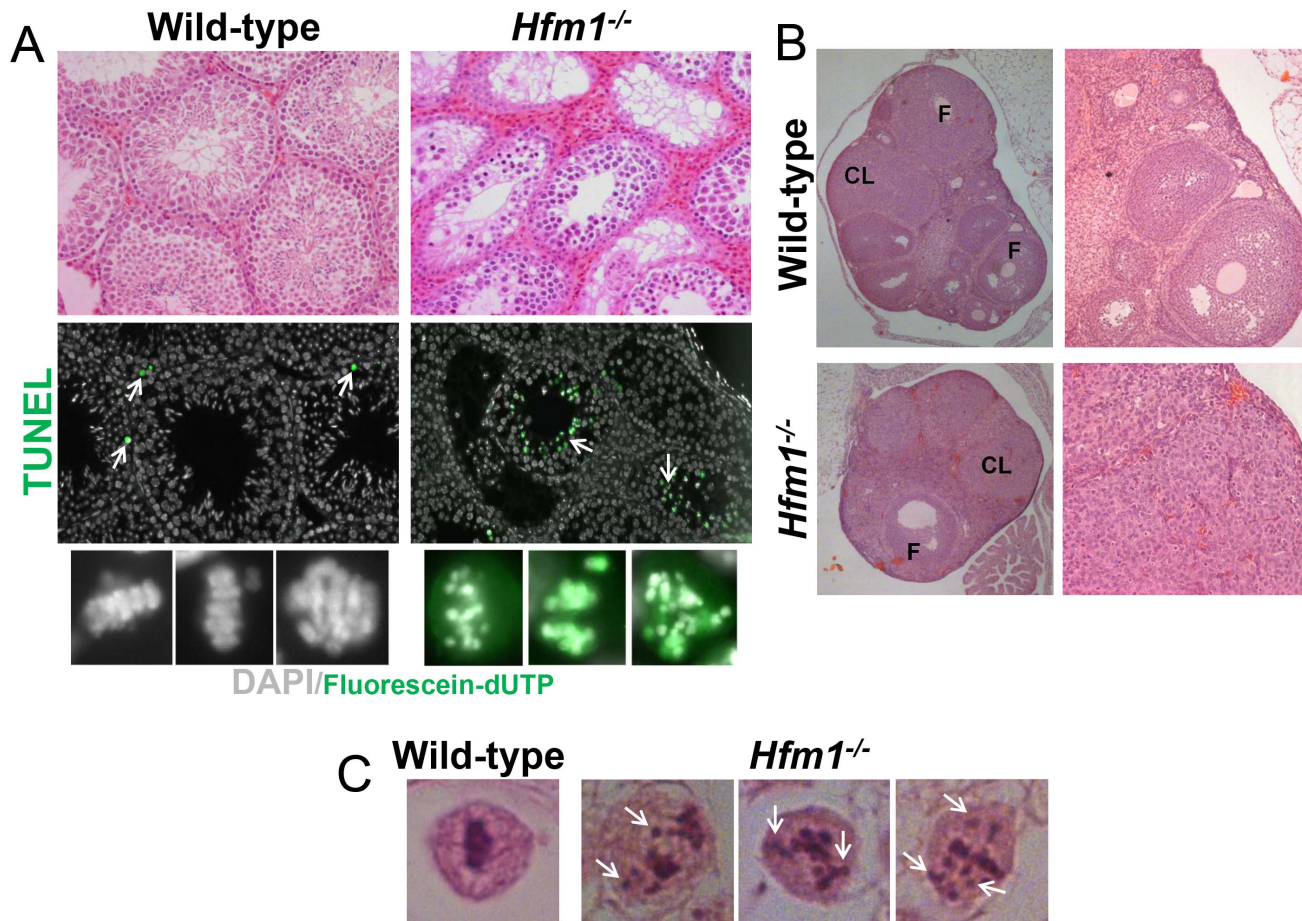 A
Wild-type
Hfm1-/-
TUNEL
DAPI/Fluorescein-dUTP
B
Wild-type
F
CL
F
Hfm1-/-
CL
F
C
Wild-type
Hfm1-/-